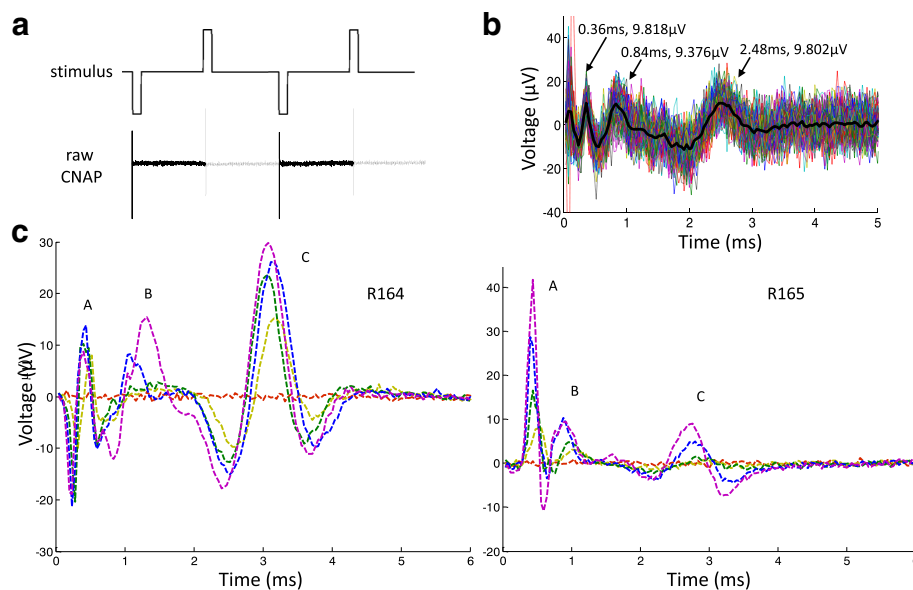 a
stimulus
raw
CNAP
b
0.36ms, 9.818µV
0.84ms, 9.376µV
2.48ms, 9.802µV
Voltage (µV)
40
20
0
-20
-40
0 1 2 3 4 5
Time (ms)
c
R164
A
B
C
Voltage (µV)
30
20
10
0
-10
-20
-30
0 1 2 3 4 5 6
Time (ms)
R165
A
B
C
40
30
20
10
0
-10
-20
0 1 2 3 4 5 6
Time (ms)